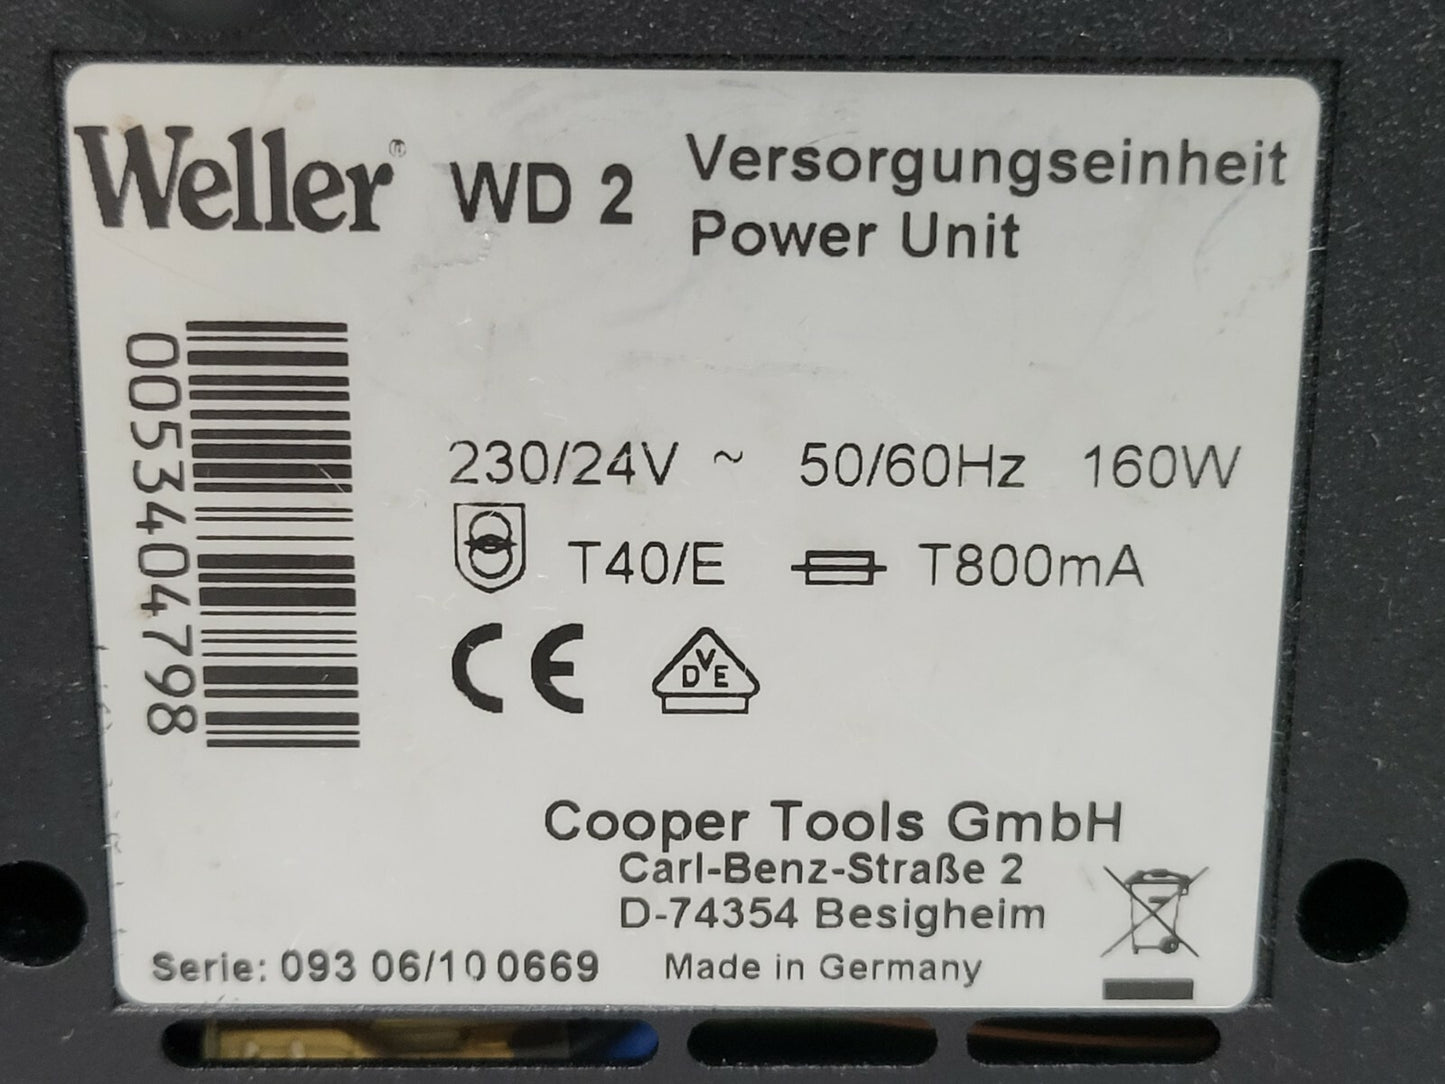 Weller® WD 2 Versorgungseinheit
Power Unit
0053404798
230/24V ~ 50/60Hz 160W
T40/E T800mA
CE
DVE
Cooper Tools GmbH
Carl-Benz-Straße 2
D-74354 Besigheim
Serie: 093 06/10 0669 Made in Germany